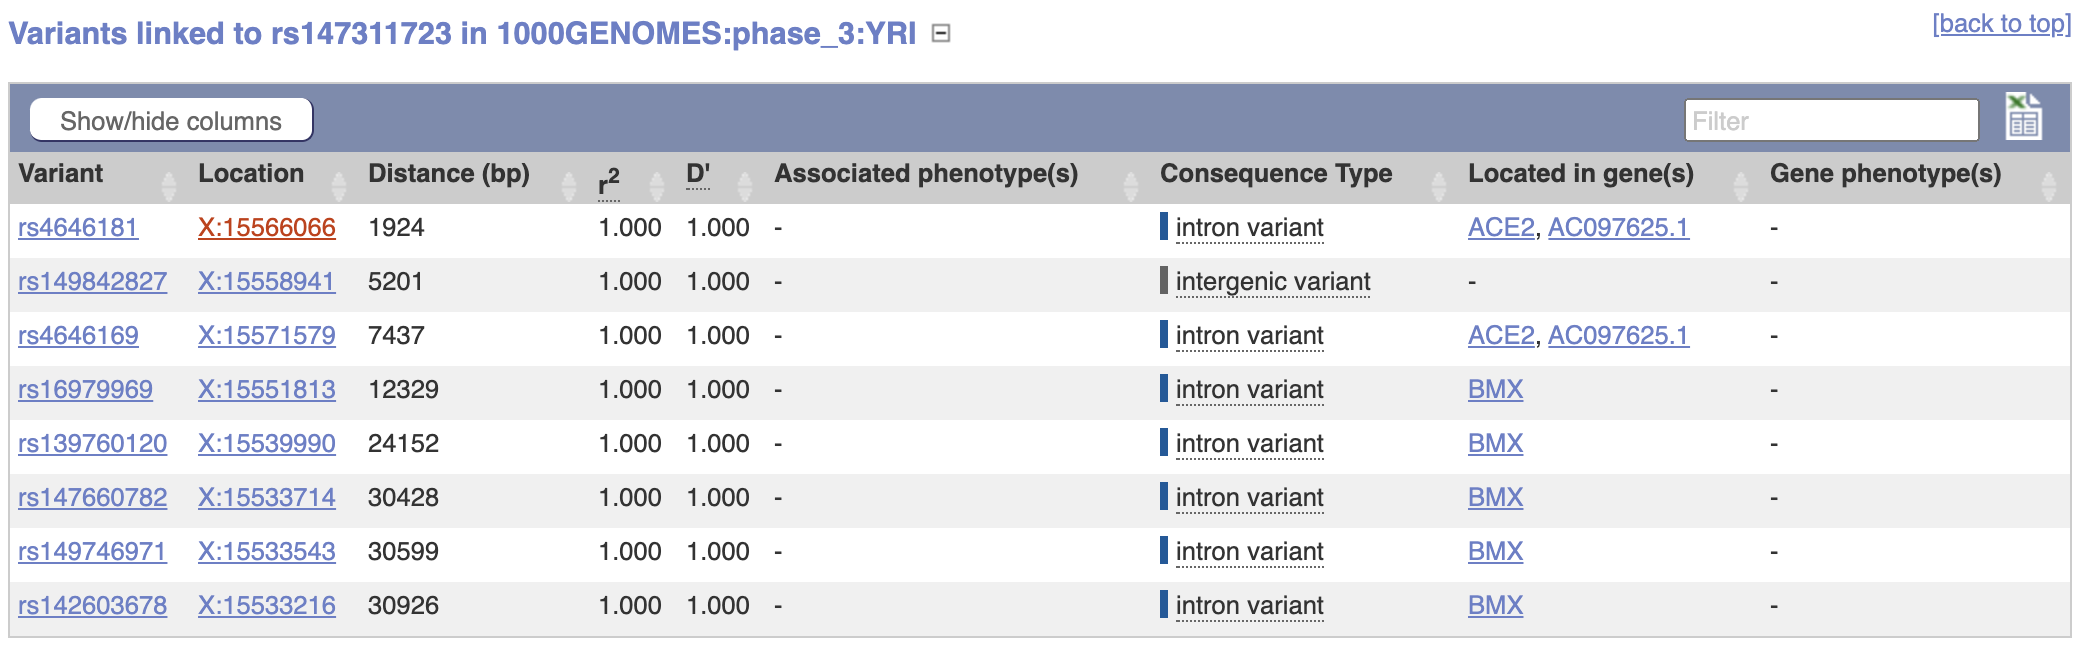 Variants linked to rs147311723 in 1000GENOMES:phase_3:YRI
[back to top]
Show/hide columns
Filter
Variant Location Distance (bp) r2 D' Associated phenotype(s) Consequence Type Located in gene(s) Gene phenotype(s)
rs4646181 X:15566066 1924 1.000 1.000 - intron variant ACE2, AC097625.1 -
rs149842827 X:15558941 5201 1.000 1.000 - intergenic variant - -
rs4646169 X:15571579 7437 1.000 1.000 - intron variant ACE2, AC097625.1 -
rs16979969 X:15551813 12329 1.000 1.000 - intron variant BMX -
rs139760120 X:15539990 24152 1.000 1.000 - intron variant BMX -
rs147660782 X:15533714 30428 1.000 1.000 - intron variant BMX -
rs149746971 X:15533543 30599 1.000 1.000 - intron variant BMX -
rs142603678 X:15533216 30926 1.000 1.000 - intron variant BMX -